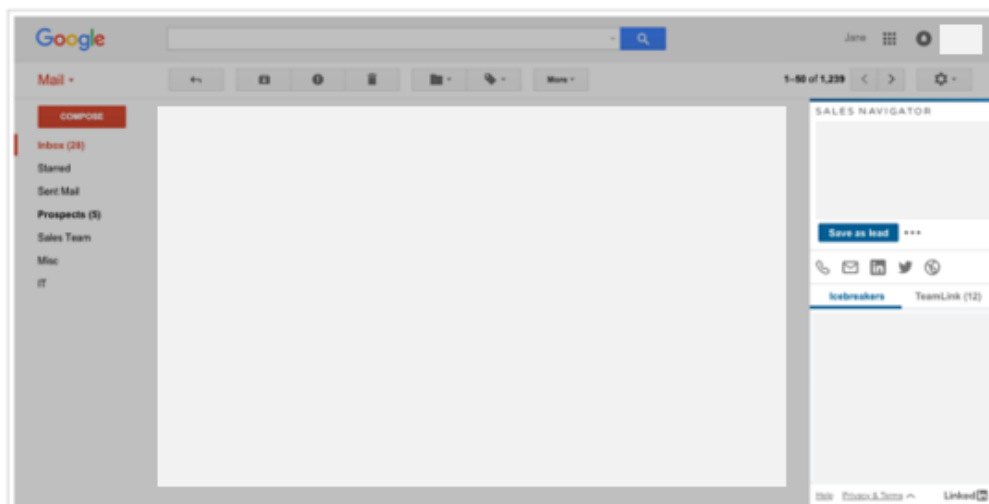 Google
Jane
Mail
More
1-50 of 1,239
COMPOSE
SALES NAVIGATOR
Inbox (28)
Starred
Sent Mail
Prospects (5)
Sales Team
Save as lead
Misc
IT
Icebreakers TeamLink (12)
Help Privacy & Terms LinkedIn